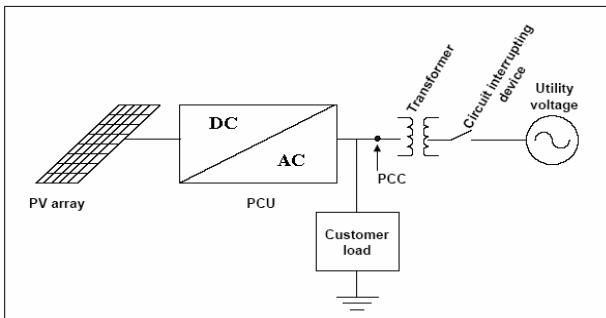 DC
AC
PV array
PCU
PCC
Customer
load
Transformer
Circuit interrupting
device
Utility
voltage